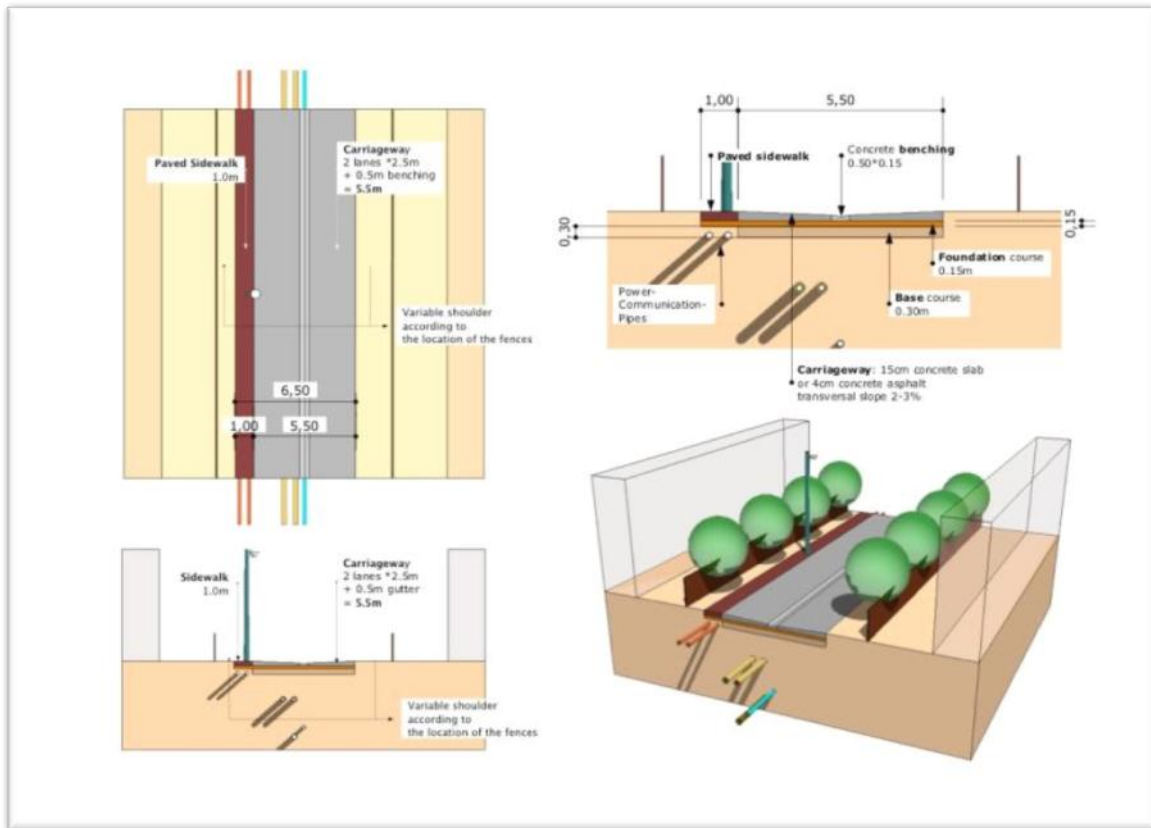 Paved Sidewalk
1.0m
Carriageway
2 lanes *2.5m
+ 0.5m benching
= 5.5m
Variable shoulder
according to
the location of the fences
6,50
1,00
5,50
1,00
5,50
Paved sidewalk
Concrete benching
0.50*0.15
0,30
0,15
Foundation course
0.15m
Power-
Communication-
Pipes
Base course
0.30m
Carriageway: 15cm concrete slab
or 4cm concrete asphalt
transversal slope 2-3%
Sidewalk
1.0m
Carriageway
2 lanes *2.5m
+ 0.5m gutter
= 5.5m
Variable shoulder
according to
the location of the fences